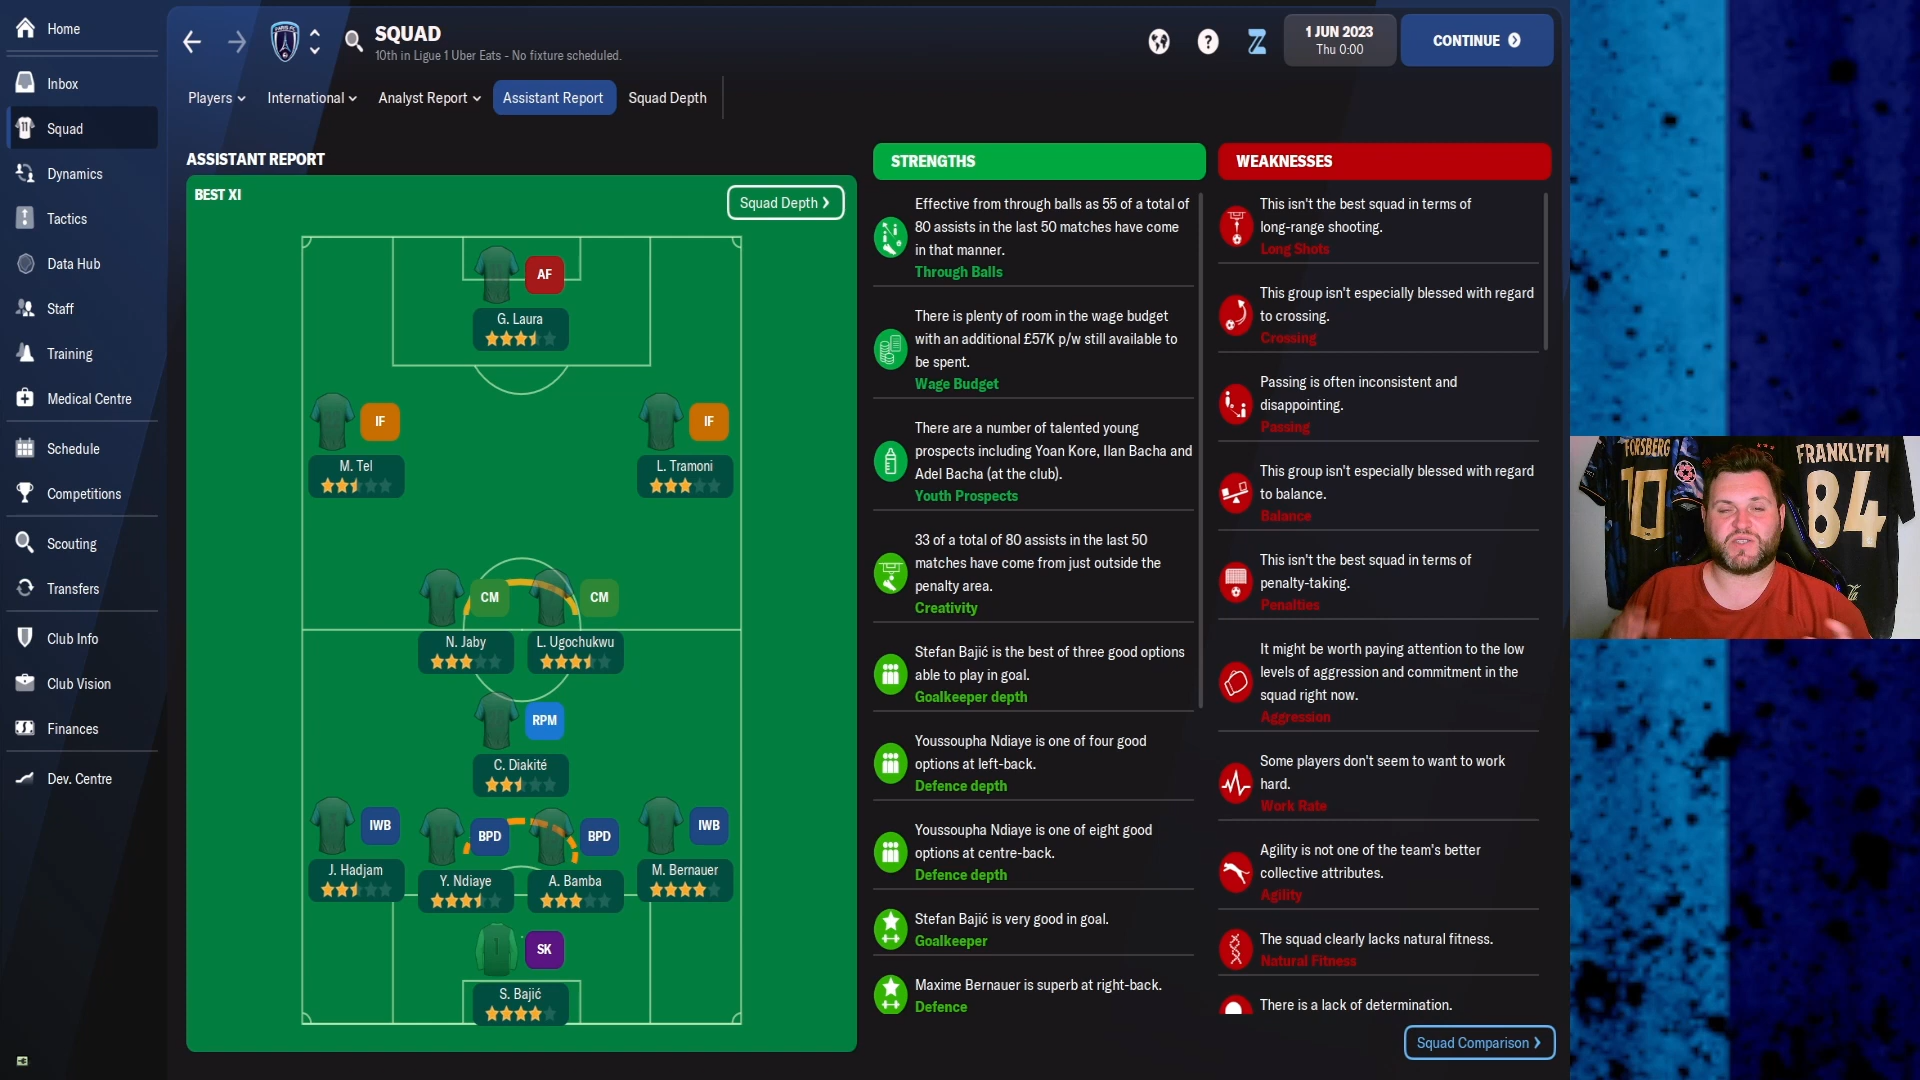 Home
Inbox
Squad
Dynamics
Tactics
Data Hub
Staff
Training
Medical Centre
Schedule
Competitions
Scouting
Transfers
Club Info
Club Vision
Finances
Dev. Centre
SQUAD
10th in Ligue 1 Uber Eats - No fixture scheduled.
1 JUN 2023
Thu 0:00
CONTINUE
Players
International
Analyst Report
Assistant Report
Squad Depth
ASSISTANT REPORT
BEST XI
Squad Depth
AF
G. Laura
IF
M. Tel
IF
L. Tramoni
CM
N. Jaby
CM
L. Ugochukwu
RPM
C. Diakité
IWB
J. Hadjam
BPD
Y. Ndiaye
BPD
A. Bamba
IWB
M. Bernauer
1
SK
S. Bajić
STRENGTHS
Effective from through balls as 55 of a total of
80 assists in the last 50 matches have come
in that manner.
Through Balls
There is plenty of room in the wage budget
with an additional £57K p/w still available to
be spent.
Wage Budget
There are a number of talented young
prospects including Yoan Kore, Ilan Bacha and
Adel Bacha (at the club).
Youth Prospects
33 of a total of 80 assists in the last 50
matches have come from just outside the
penalty area.
Creativity
Stefan Bajić is the best of three good options
able to play in goal.
Goalkeeper depth
Youssoupha Ndiaye is one of four good
options at left-back.
Defence depth
Youssoupha Ndiaye is one of eight good
options at centre-back.
Defence depth
Stefan Bajić is very good in goal.
Goalkeeper
Maxime Bernauer is superb at right-back.
Defence
WEAKNESSES
This isn't the best squad in terms of
long-range shooting.
Long Shots
This group isn't especially blessed with regard
to crossing.
Crossing
Passing is often inconsistent and
disappointing.
Passing
This group isn't especially blessed with regard
to balance.
Balance
This isn't the best squad in terms of
penalty-taking.
Penalties
It might be worth paying attention to the low
levels of aggression and commitment in the
squad right now.
Aggression
Some players don't seem to want to work
hard.
Work Rate
Agility is not one of the team's better
collective attributes.
Agility
The squad clearly lacks natural fitness.
Natural Fitness
There is a lack of determination.
Squad Comparison
FORSBERG
10
FRANKLYFM
84